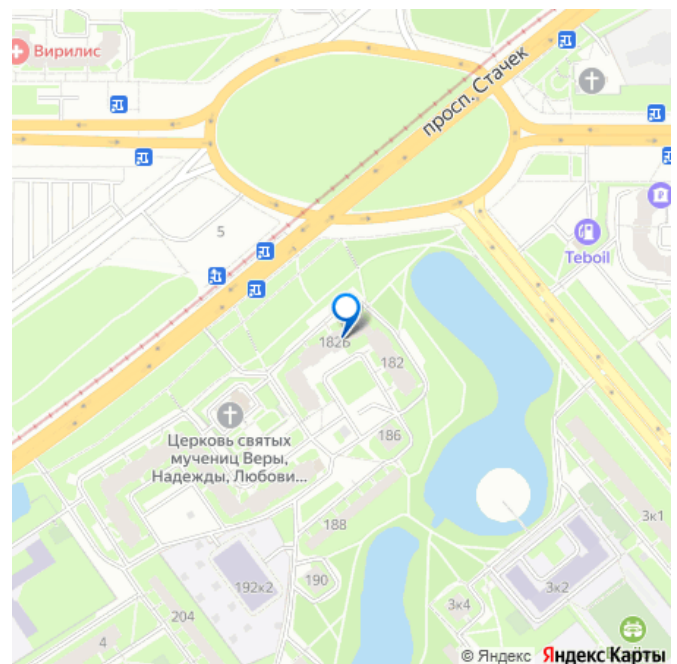 Вирилис
просп. Стачек
5
Teboil
182Б
182
Церковь святых
мучениц Веры,
Надежды, Любови...
186
188
3к1
192к2
190
3к2
204
3к4
4
© Яндекс Яндекс Карты